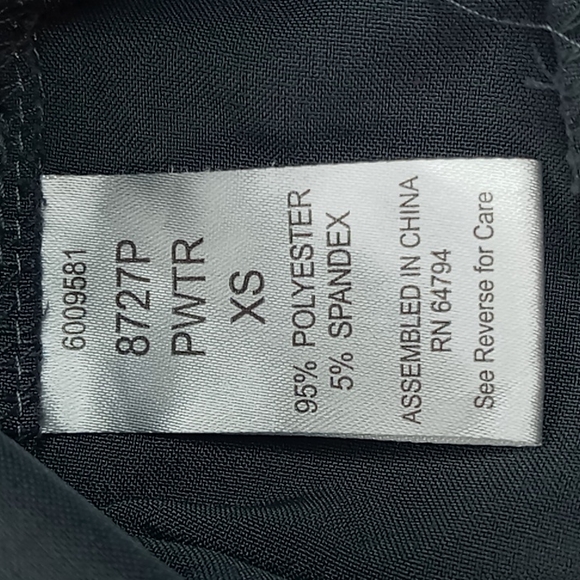 6009581
8727P
PWTR
XS
95% POLYESTER
5% SPANDEX
ASSEMBLED IN CHINA
RN 64794
See Reverse for Care